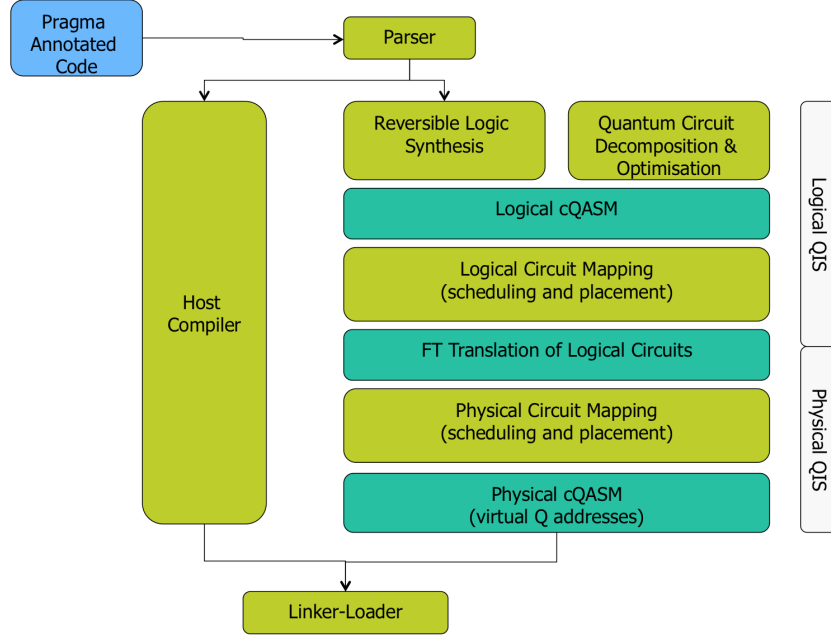 Pragma
Annotated
Code
Parser
Reversible Logic
Synthesis
Quantum Circuit
Decomposition &
Optimisation
Logical cQASM
Logical Circuit Mapping
(scheduling and placement)
Host
Compiler
FT Translation of Logical Circuits
Physical Circuit Mapping
(scheduling and placement)
Physical cQASM
(virtual Q addresses)
Logical QIS
Physical QIS
Linker-Loader